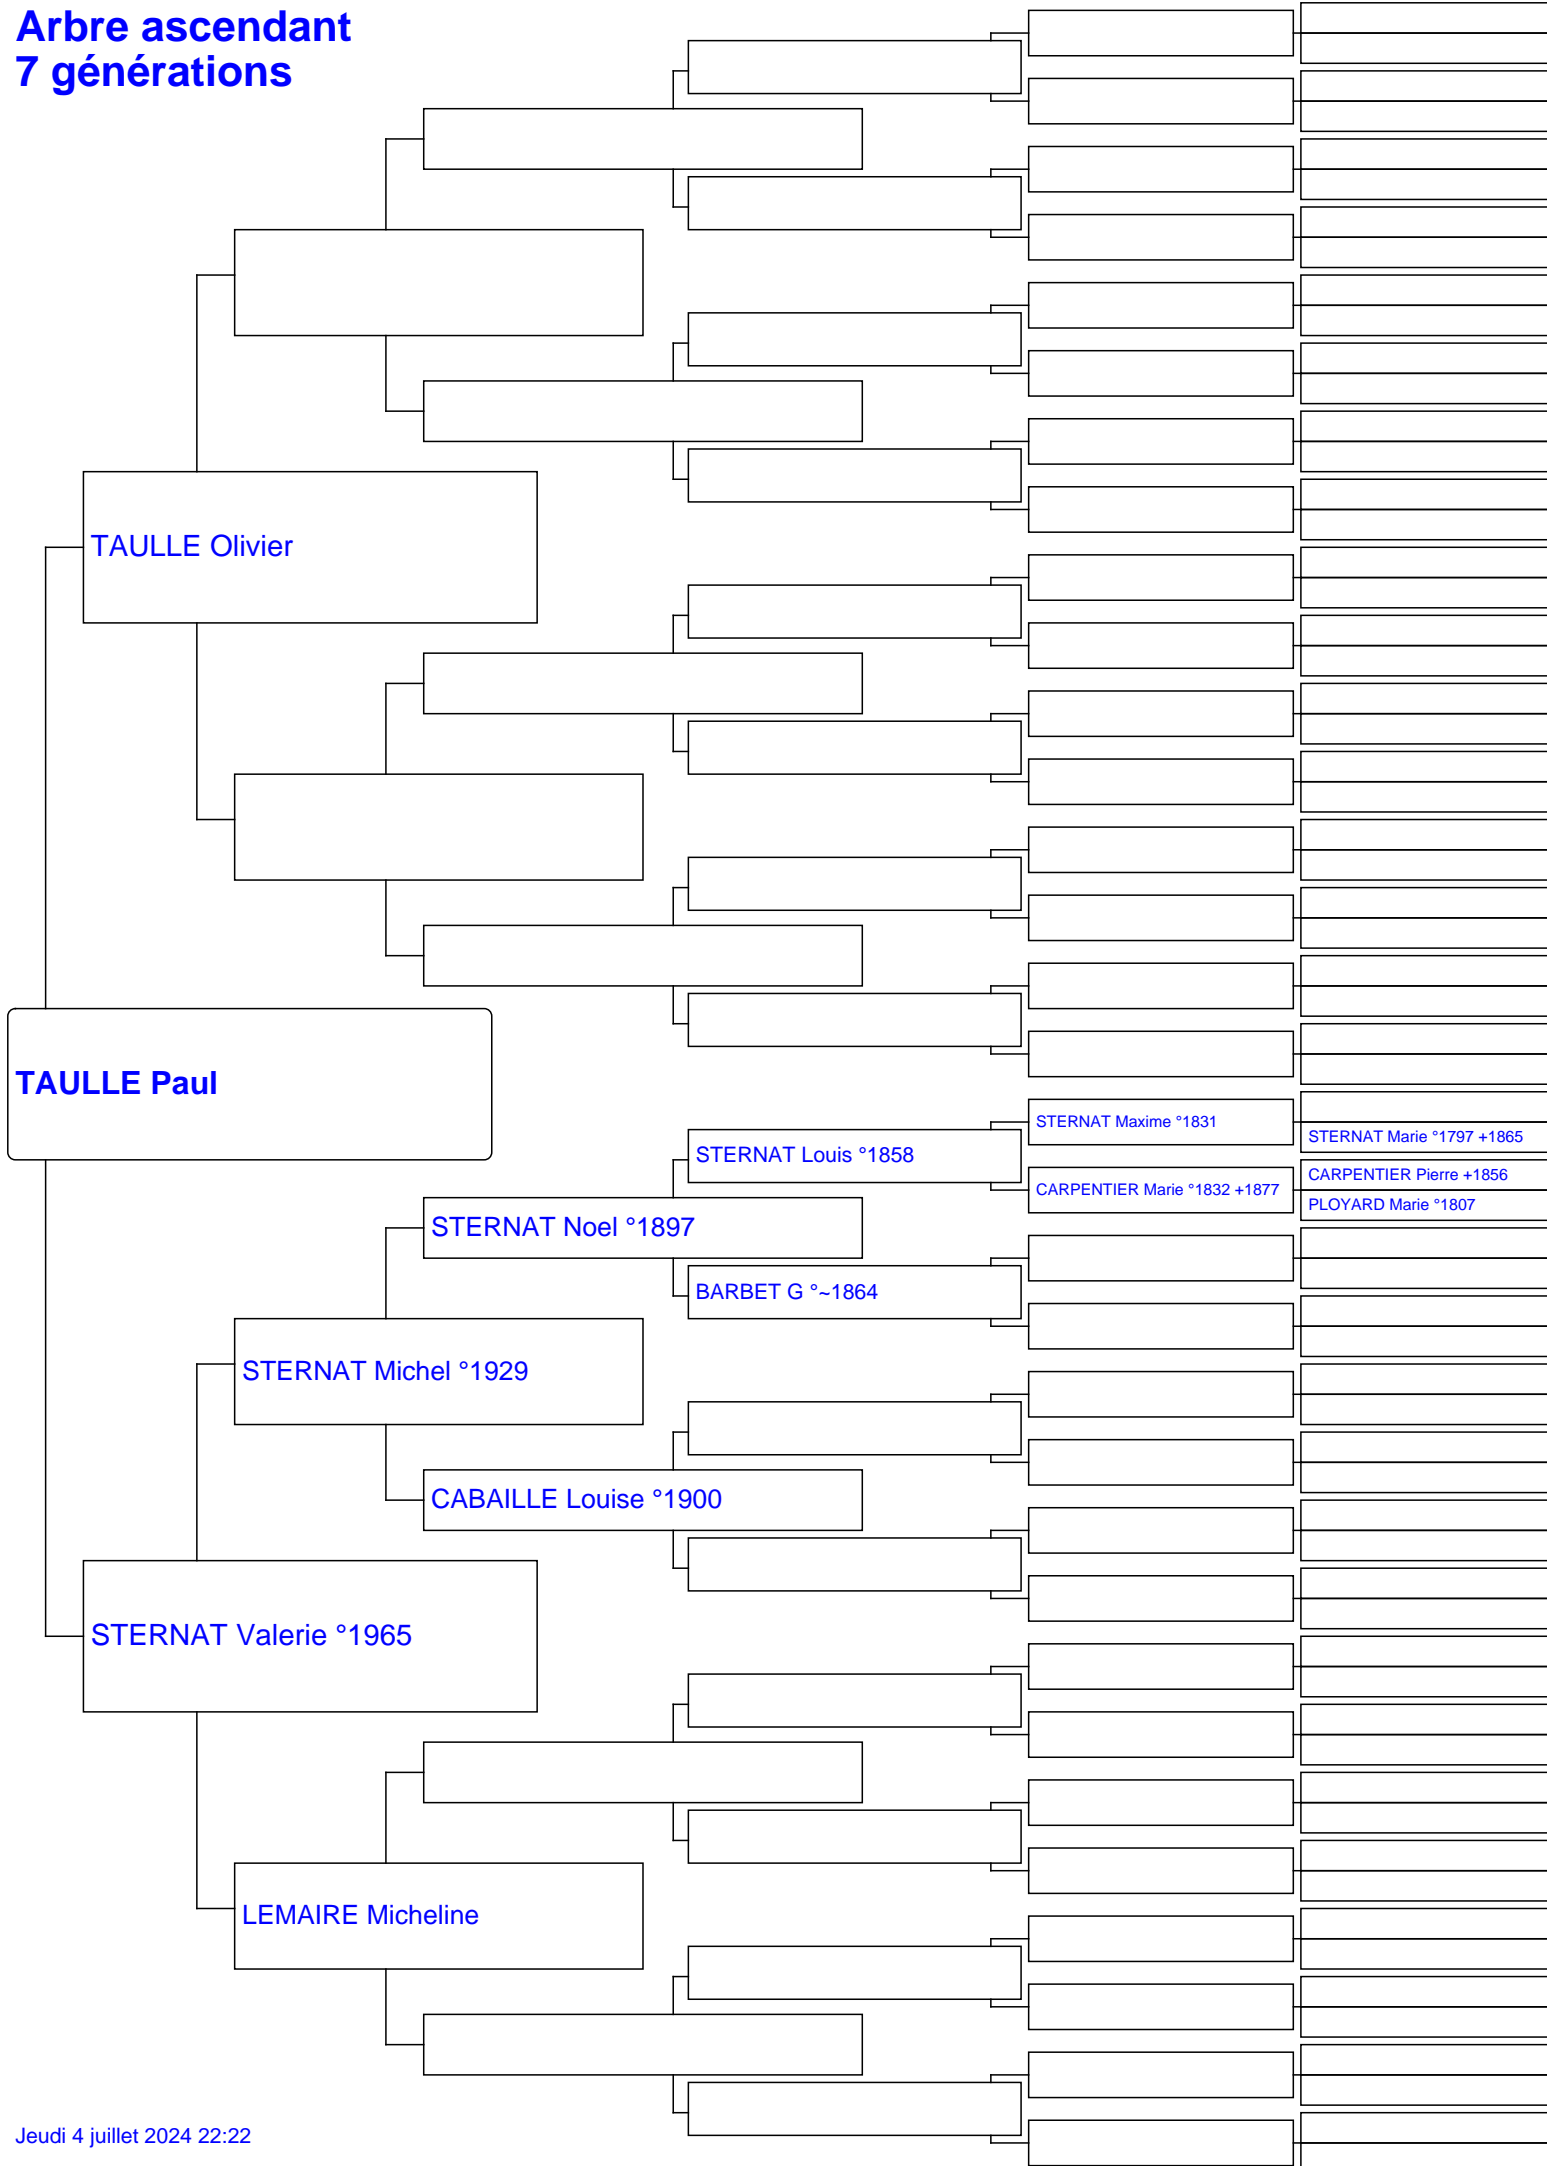 Arbre ascendant
7 générations
TAULLE Olivier
TAULLE Paul
STERNAT Maxime °1831
STERNAT Marie °1797 +1865
STERNAT Louis °1858
CARPENTIER Pierre +1856
CARPENTIER Marie °1832 +1877
PLOYARD Marie °1807
STERNAT Noel °1897
BARBET G °~1864
STERNAT Michel °1929
CABAILLE Louise °1900
STERNAT Valerie °1965
LEMAIRE Micheline
Jeudi 4 juillet 2024 22:22